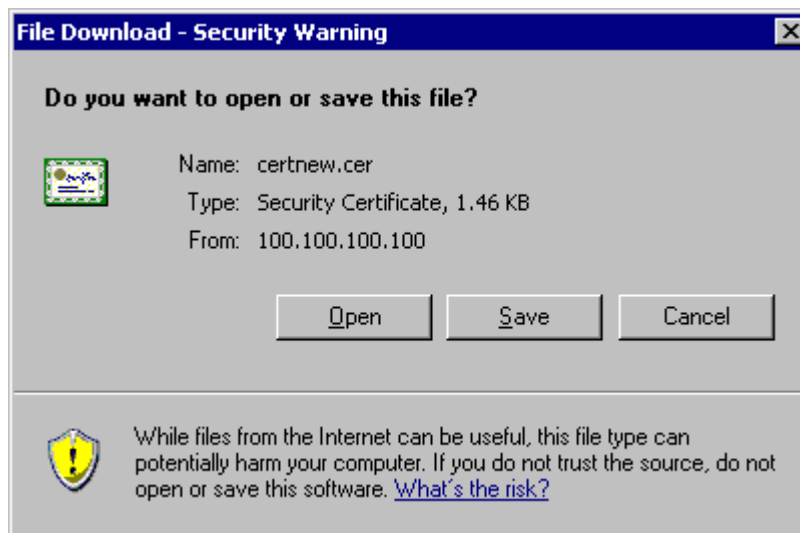 File Download - Security Warning
Do you want to open or save this file?
Name: certnew.cer
Type: Security Certificate, 1.46 KB
From: 100.100.100.100
Open Save Cancel
While files from the Internet can be useful, this file type can
potentially harm your computer. If you do not trust the source, do not
open or save this software. What's the risk?